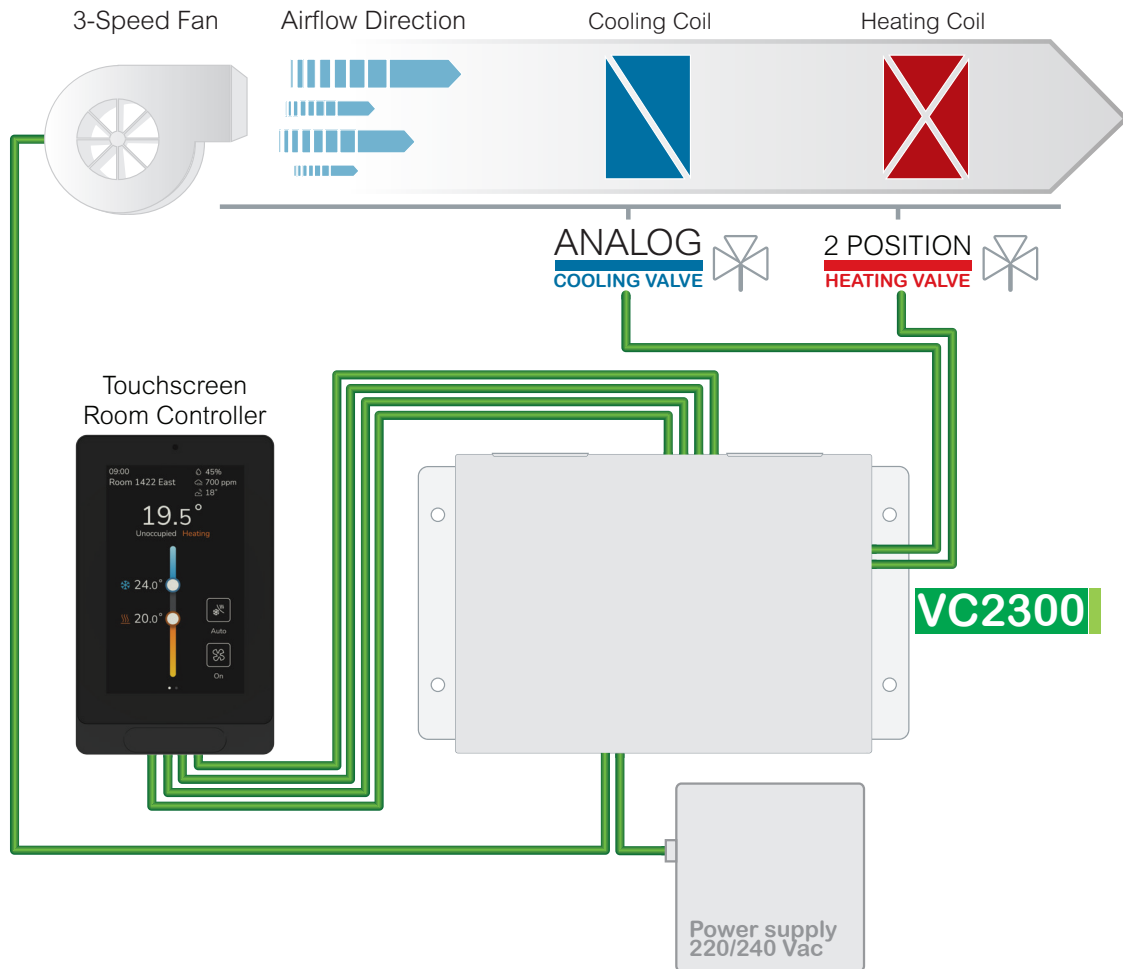 3-Speed Fan
Airflow Direction
Cooling Coil
Heating Coil
ANALOG
COOLING VALVE
2 POSITION
HEATING VALVE
Touchscreen
Room Controller
09:00
Room 1422 East
45%
700 ppm
18°
19.5°
Unoccupied Heating
24.0°
20.0°
Auto
On
VC2300
Power supply
220/240 Vac